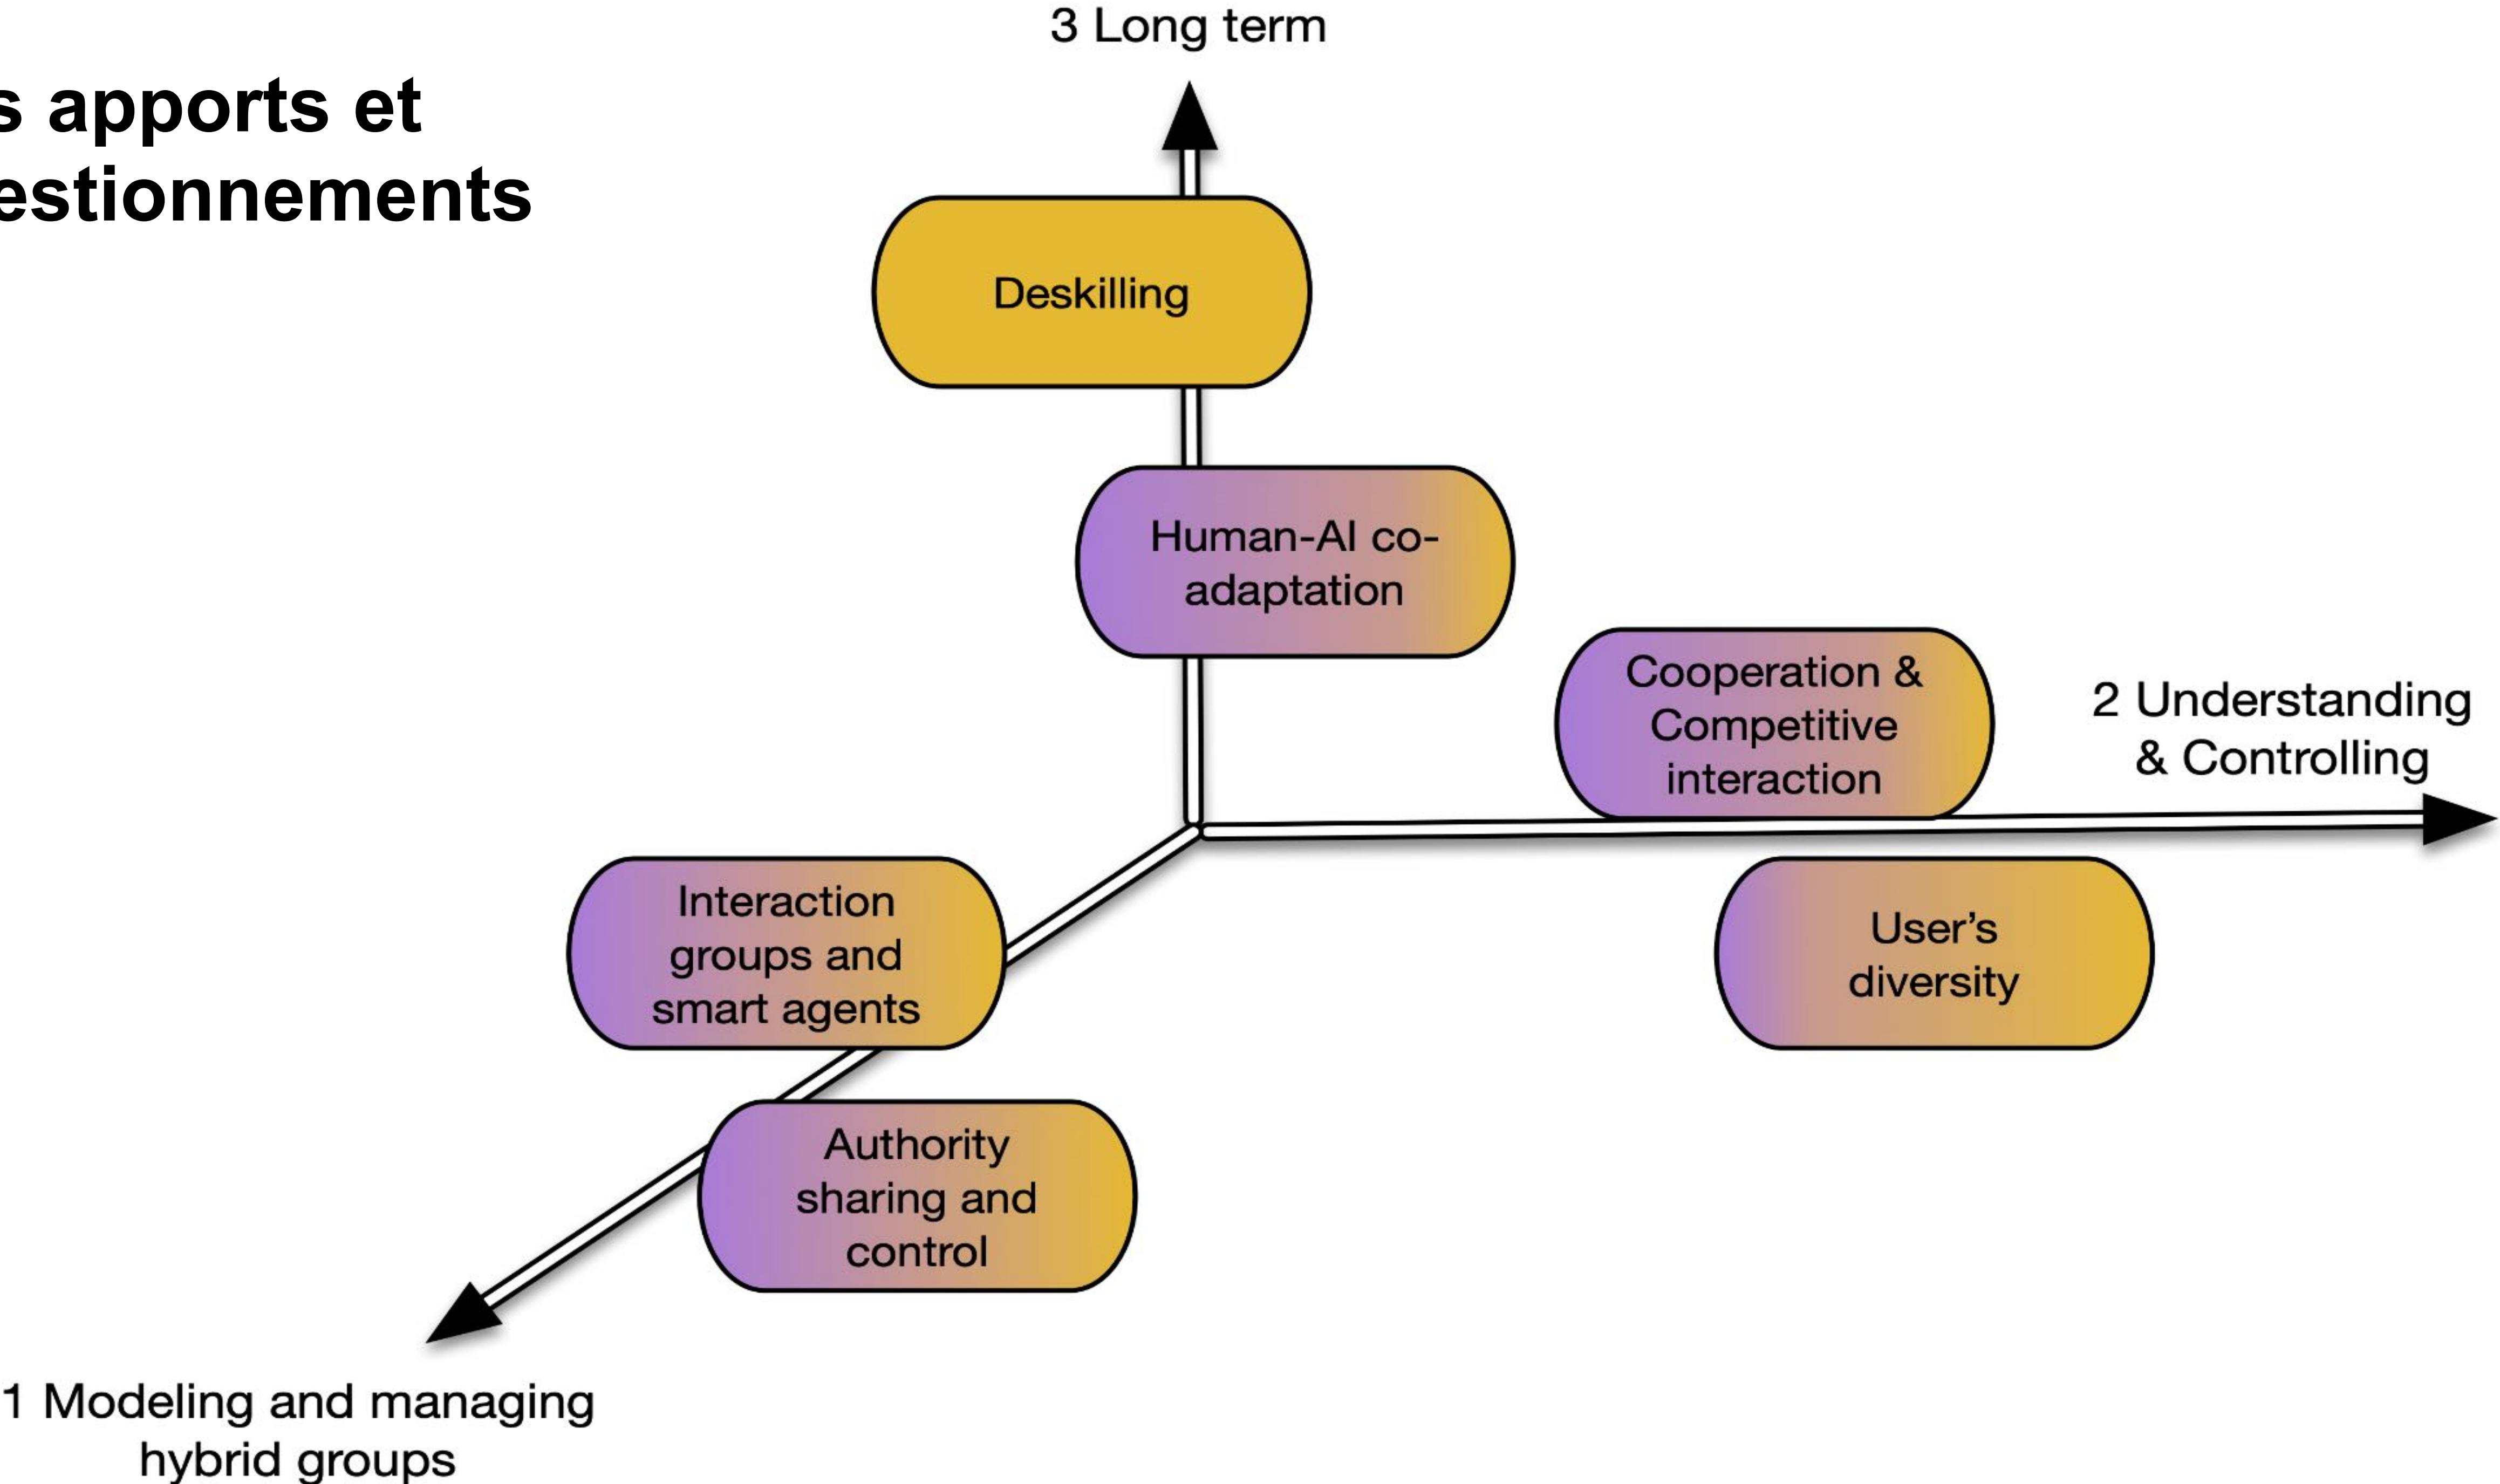 3 Long term
s apports et
estionnements
Deskilling
Human-AI co-
adaptation
Cooperation &
Competitive
interaction
2 Understanding
& Controlling
Interaction
groups and
smart agents
User’s
diversity
Authority
sharing and
control
1 Modeling and managing
hybrid groups